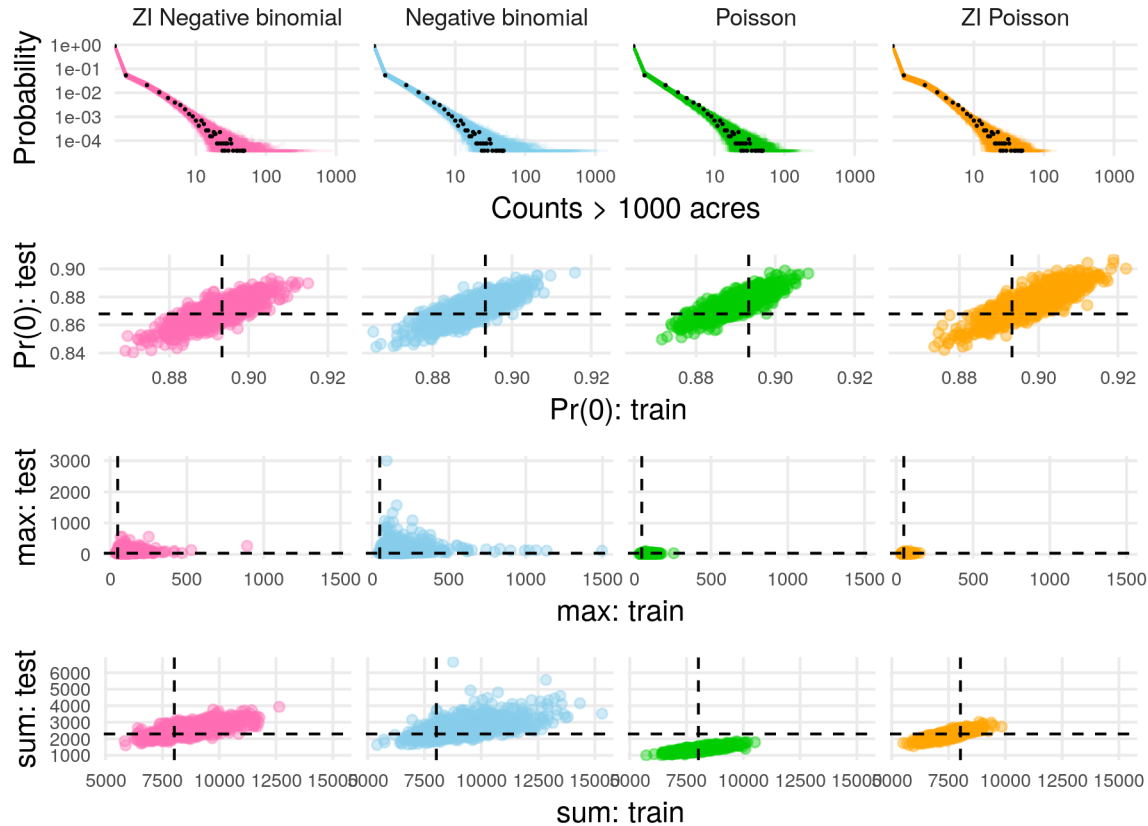 ZI Negative binomial Negative binomial Poisson ZI Poisson
Probability
1e+00
1e-01
1e-02
1e-03
1e-04
10 100 1000 10 100 1000 10 100 1000 10 100 1000
Counts > 1000 acres
Pr(0): test
0.90
0.88
0.86
0.84
0.88 0.90 0.92 0.88 0.90 0.92 0.88 0.90 0.92 0.88 0.90 0.92
Pr(0): train
max: test
3000
2000
1000
0
0 500 1000 1500 0 500 1000 1500 0 500 1000 1500 0 500 1000 1500
max: train
sum: test
6000
5000
4000
3000
2000
1000
5000 7500 10000 12500 15000 5000 7500 10000 12500 15000 5000 7500 10000 12500 15000 5000 7500 10000 12500 15000
sum: train